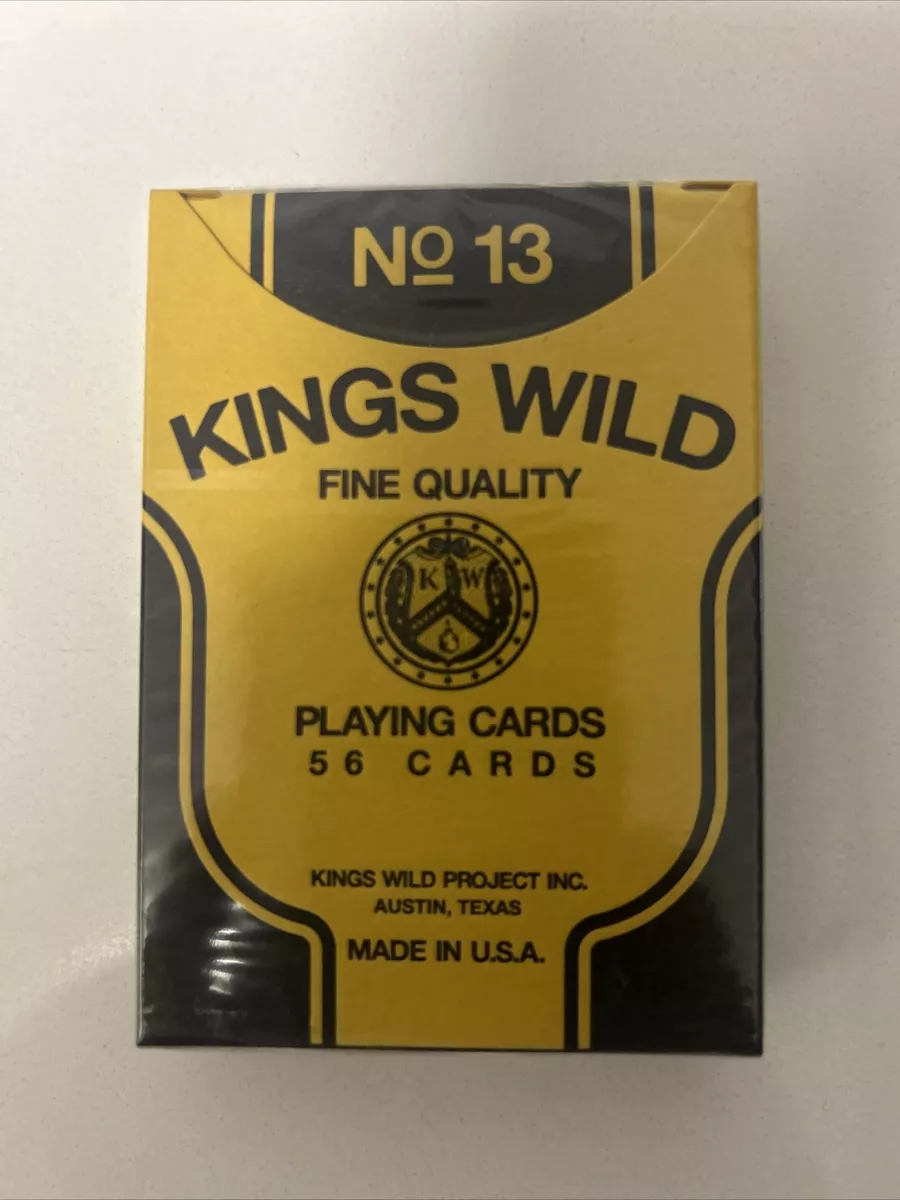 No 13
KINGS WILD
FINE QUALITY
K W
PLAYING CARDS
56 CARDS
KINGS WILD PROJECT INC.
AUSTIN, TEXAS
MADE IN U.S.A.